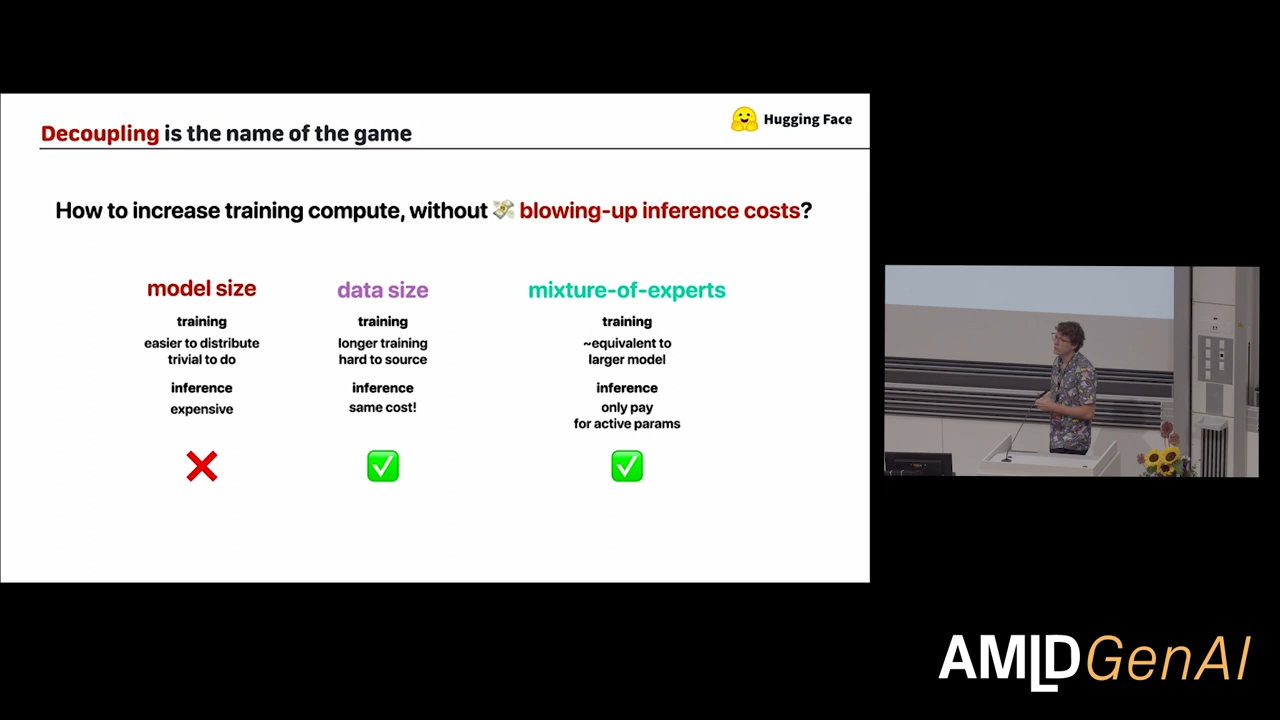 Decoupling is the name of the game
Hugging Face
How to increase training compute, without 💸 blowing-up inference costs?
model size
training
easier to distribute
trivial to do
inference
expensive
data size
training
longer training
hard to source
inference
same cost!
mixture-of-experts
training
~equivalent to
larger model
inference
only pay
for active params
AMLD GenAI